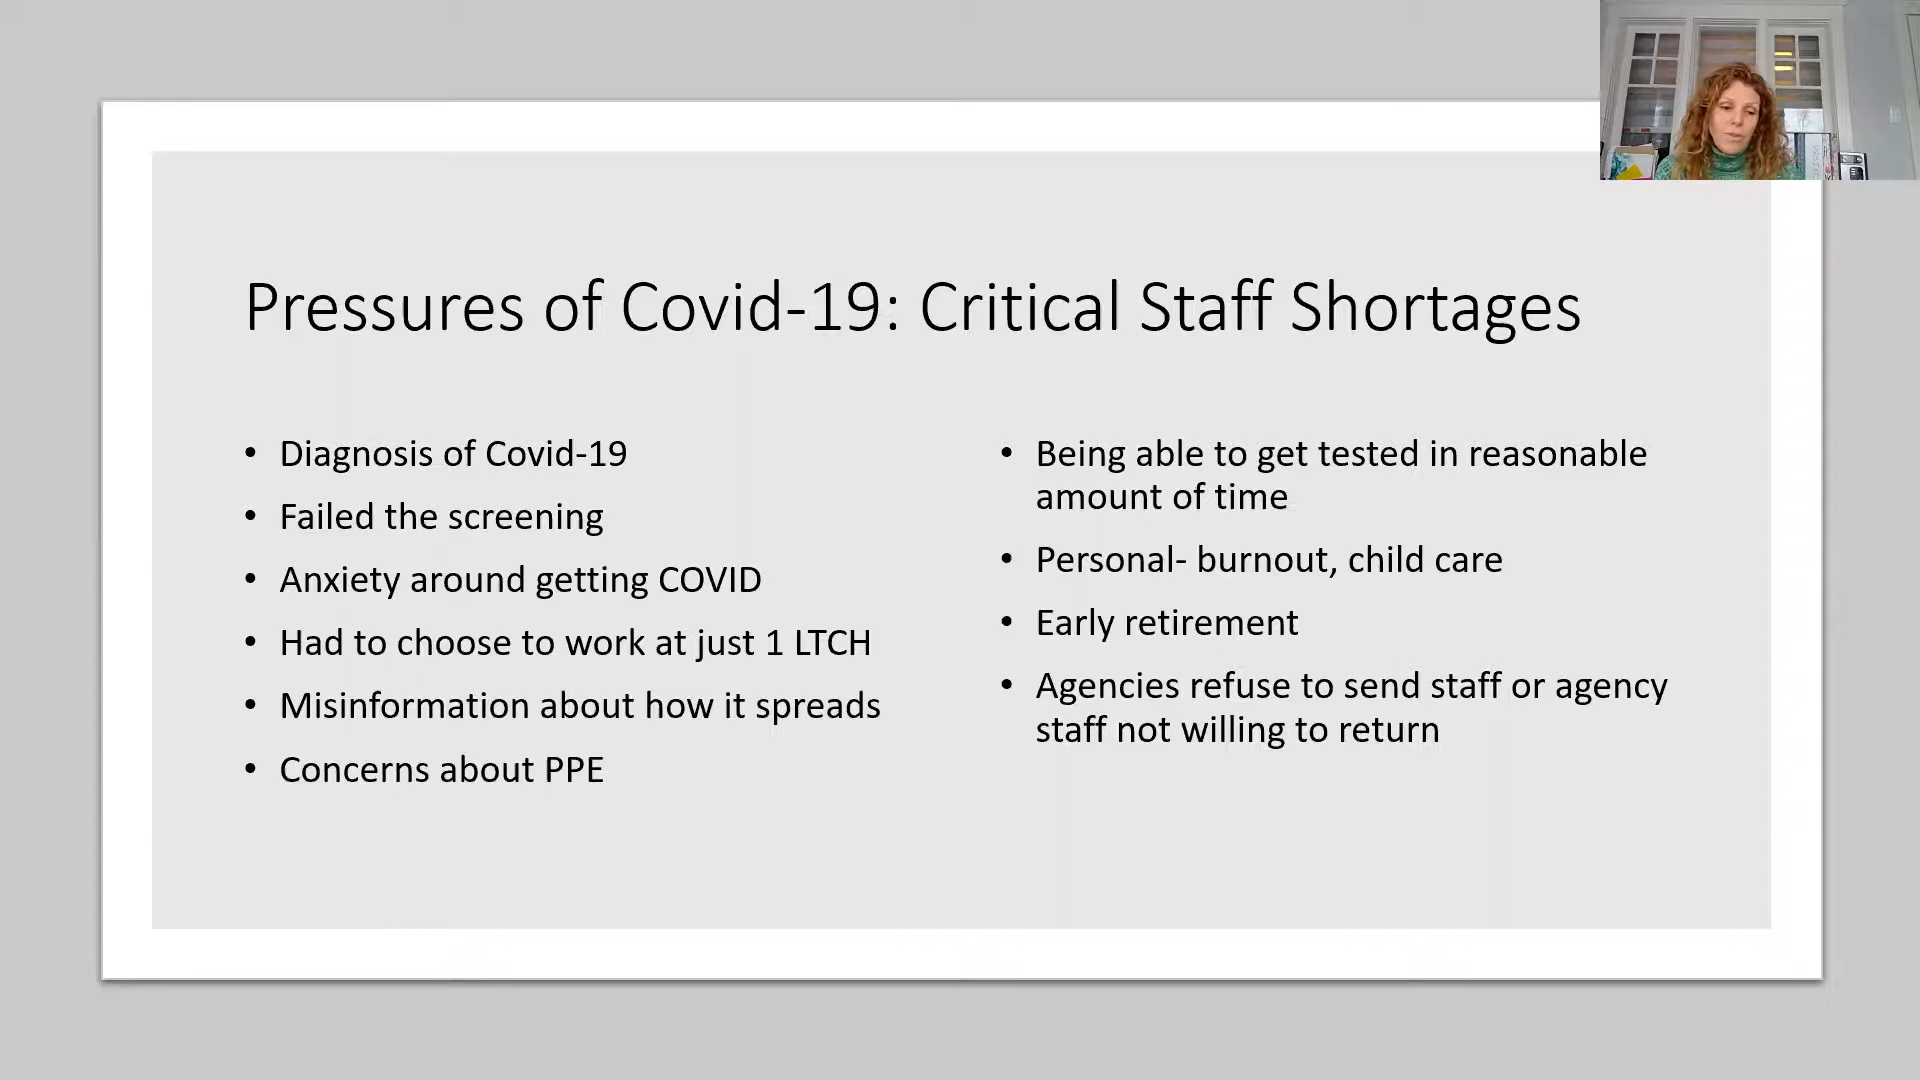 Pressures of Covid-19: Critical Staff Shortages
• Diagnosis of Covid-19
• Failed the screening
• Anxiety around getting COVID
• Had to choose to work at just 1 LTCH
• Misinformation about how it spreads
• Concerns about PPE
• Being able to get tested in reasonable
amount of time
• Personal- burnout, child care
• Early retirement
• Agencies refuse to send staff or agency
staff not willing to return